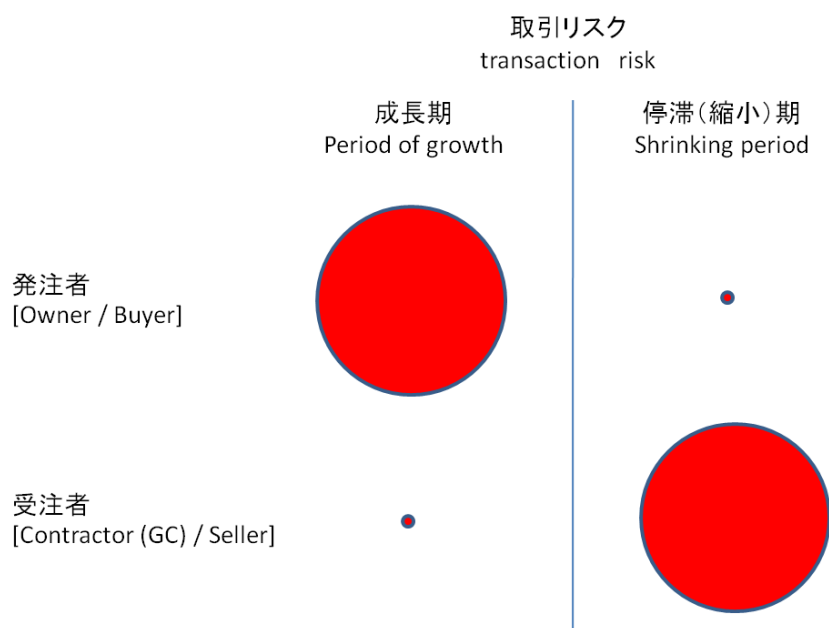 取引リスク
transaction risk
成長期
Period of growth
停滞(縮小)期
Shrinking period
発注者
[Owner / Buyer]
受注者
[Contractor (GC) / Seller]